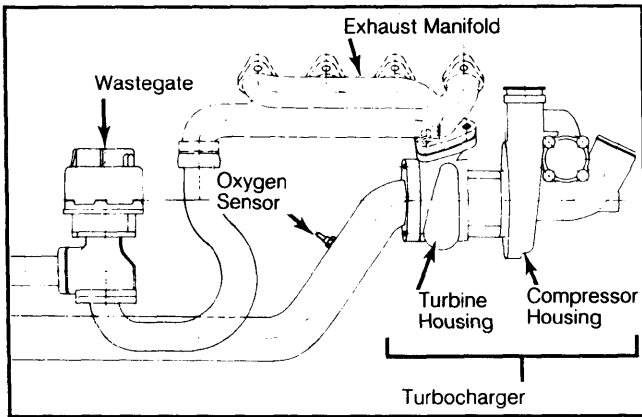 Exhaust Manifold
Wastegate
Oxygen
Sensor
Turbine
Housing
Compressor
Housing
Turbocharger